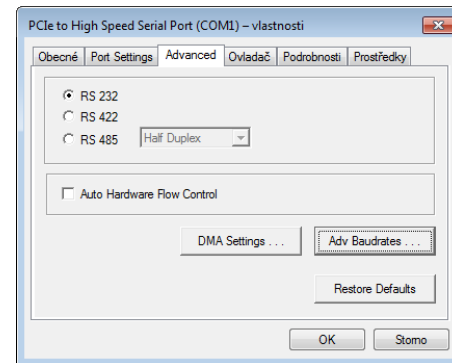 PCIe to High Speed Serial Port (COM1) – vlastnosti
Obecné Port Settings Advanced Ovladač Podrobnosti Prostředky
RS 232
RS 422
RS 485 Half Duplex
Auto Hardware Flow Control
DMA Settings . . . Adv Baudrates . . .
Restore Defaults
OK Storno